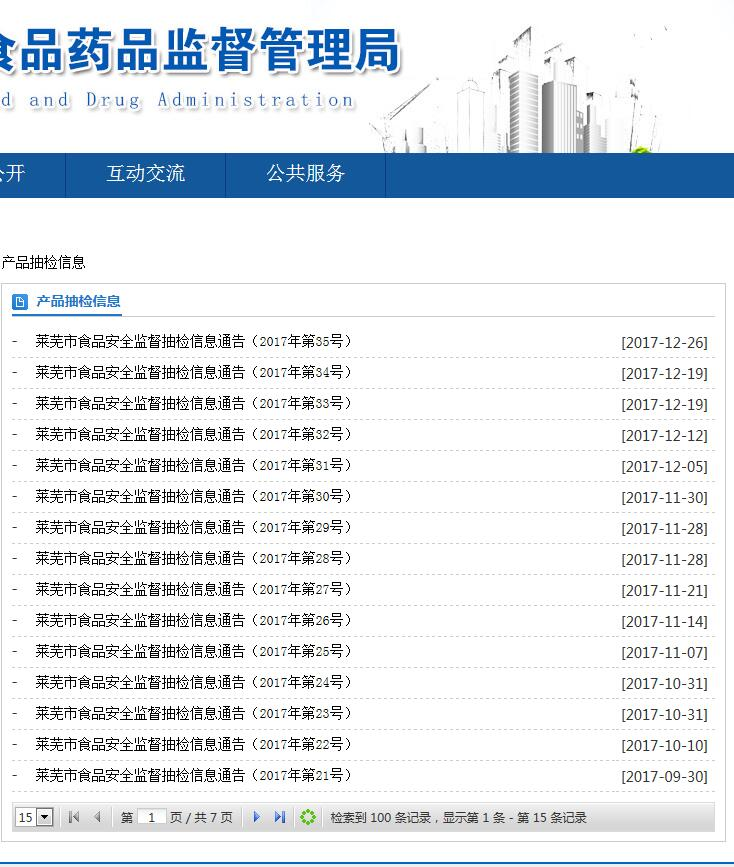 食品药品监督管理局
d and Drug Administration
公开 互动交流 公共服务
产品抽检信息
产品抽检信息
- 莱芜市食品安全监督抽检信息通告（2017年第35号） [2017-12-26]
- 莱芜市食品安全监督抽检信息通告（2017年第34号） [2017-12-19]
- 莱芜市食品安全监督抽检信息通告（2017年第33号） [2017-12-19]
- 莱芜市食品安全监督抽检信息通告（2017年第32号） [2017-12-12]
- 莱芜市食品安全监督抽检信息通告（2017年第31号） [2017-12-05]
- 莱芜市食品安全监督抽检信息通告（2017年第30号） [2017-11-30]
- 莱芜市食品安全监督抽检信息通告（2017年第29号） [2017-11-28]
- 莱芜市食品安全监督抽检信息通告（2017年第28号） [2017-11-28]
- 莱芜市食品安全监督抽检信息通告（2017年第27号） [2017-11-21]
- 莱芜市食品安全监督抽检信息通告（2017年第26号） [2017-11-14]
- 莱芜市食品安全监督抽检信息通告（2017年第25号） [2017-11-07]
- 莱芜市食品安全监督抽检信息通告（2017年第24号） [2017-10-31]
- 莱芜市食品安全监督抽检信息通告（2017年第23号） [2017-10-31]
- 莱芜市食品安全监督抽检信息通告（2017年第22号） [2017-10-10]
- 莱芜市食品安全监督抽检信息通告（2017年第21号） [2017-09-30]
15 第 1 页 / 共 7 页 检索到 100 条记录，显示第 1 条 - 第 15 条记录